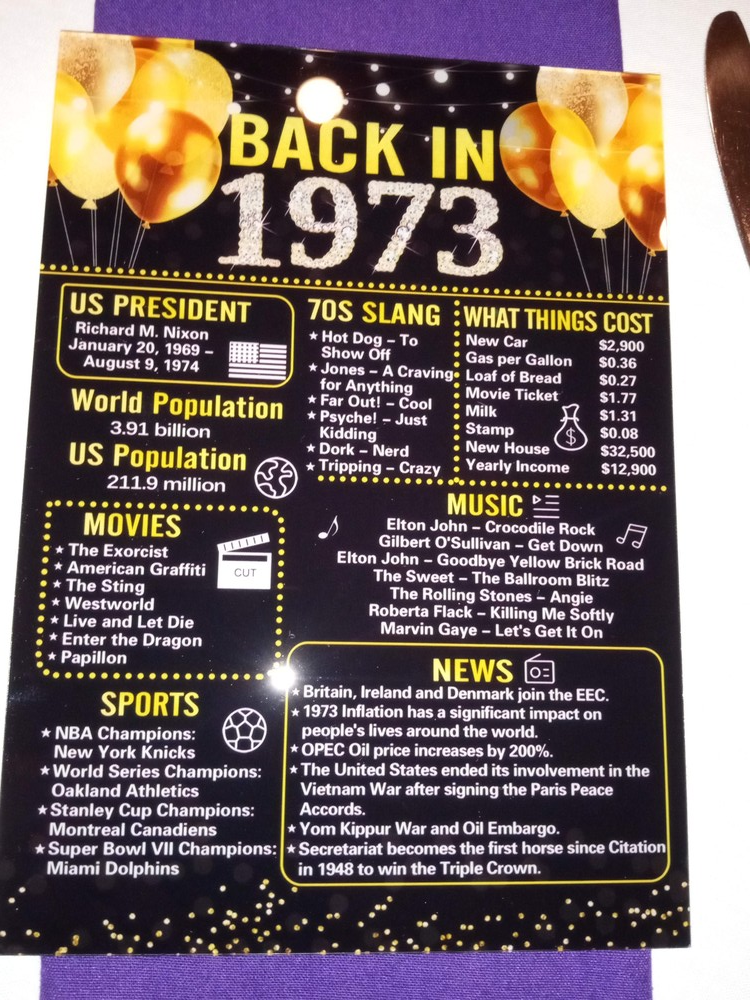 BACK IN
1973
US PRESIDENT
Richard M. Nixon
January 20, 1969 –
August 9, 1974
World Population
3.91 billion
US Population
211.9 million
70S SLANG
Hot Dog – To
Show Off
Jones – A Craving
for Anything
Far Out! – Cool
Psyche! – Just
Kidding
Dork – Nerd
Tripping – Crazy
WHAT THINGS COST
New Car $2,900
Gas per Gallon $0.36
Loaf of Bread $0.27
Movie Ticket $1.77
Milk $1.31
Stamp $0.08
New House $32,500
Yearly Income $12,900
MOVIES
The Exorcist
American Graffiti
The Sting
Westworld
Live and Let Die
Enter the Dragon
Papillon
CUT
MUSIC
Elton John – Crocodile Rock
Gilbert O'Sullivan – Get Down
Elton John – Goodbye Yellow Brick Road
The Sweet – The Ballroom Blitz
The Rolling Stones – Angie
Roberta Flack – Killing Me Softly
Marvin Gaye – Let's Get It On
SPORTS
NBA Champions:
New York Knicks
World Series Champions:
Oakland Athletics
Stanley Cup Champions:
Montreal Canadiens
Super Bowl VII Champions:
Miami Dolphins
NEWS
Britain, Ireland and Denmark join the EEC.
1973 Inflation has a significant impact on
people's lives around the world.
OPEC Oil price increases by 200%.
The United States ended its involvement in the
Vietnam War after signing the Paris Peace
Accords.
Yom Kippur War and Oil Embargo.
Secretariat becomes the first horse since Citation
in 1948 to win the Triple Crown.